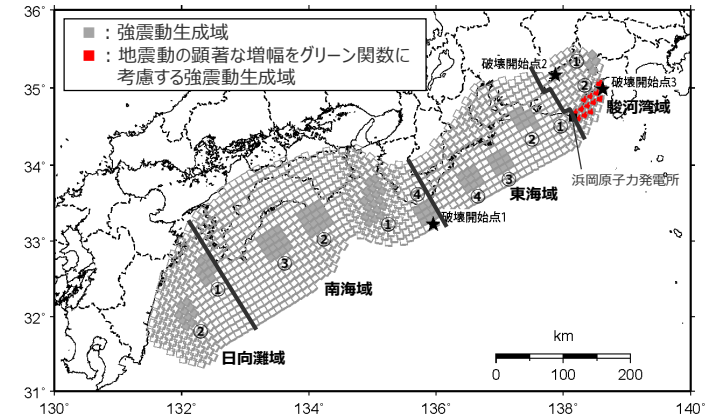 ■ ：強震動生成域
■ ：地震動の顕著な増幅をグリーン関数に
考慮する強震動生成域
36°
35°
34°
33°
32°
31°
破壊開始点2
①
②
破壊開始点3
駿河湾域
①
②
浜岡原子力発電所
③
④
東海域
④
破壊開始点1
①
②
③
南海域
①
②
日向灘域
km
0 100 200
130° 132° 134° 136° 138° 140°